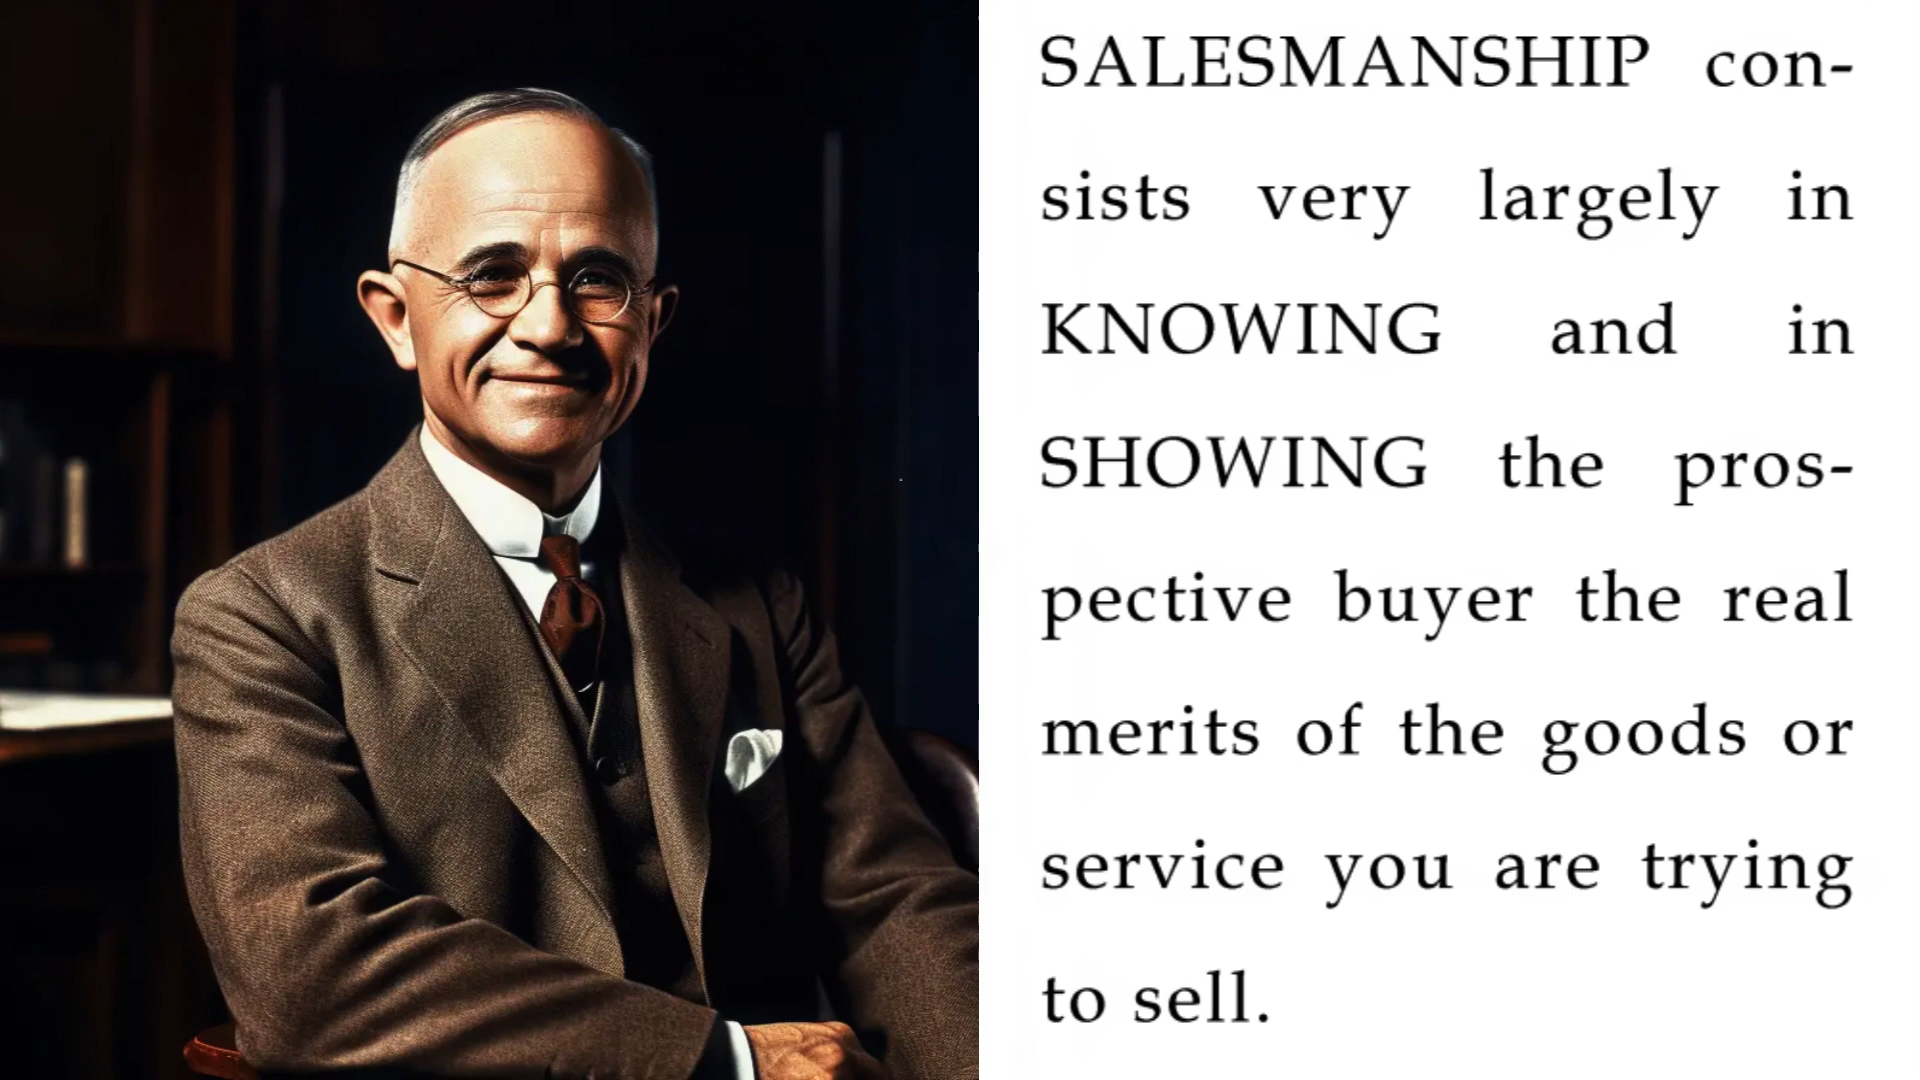 SALESMANSHIP con-
sists very largely in
KNOWING and in
SHOWING the pros-
pective buyer the real
merits of the goods or
service you are trying
to sell.